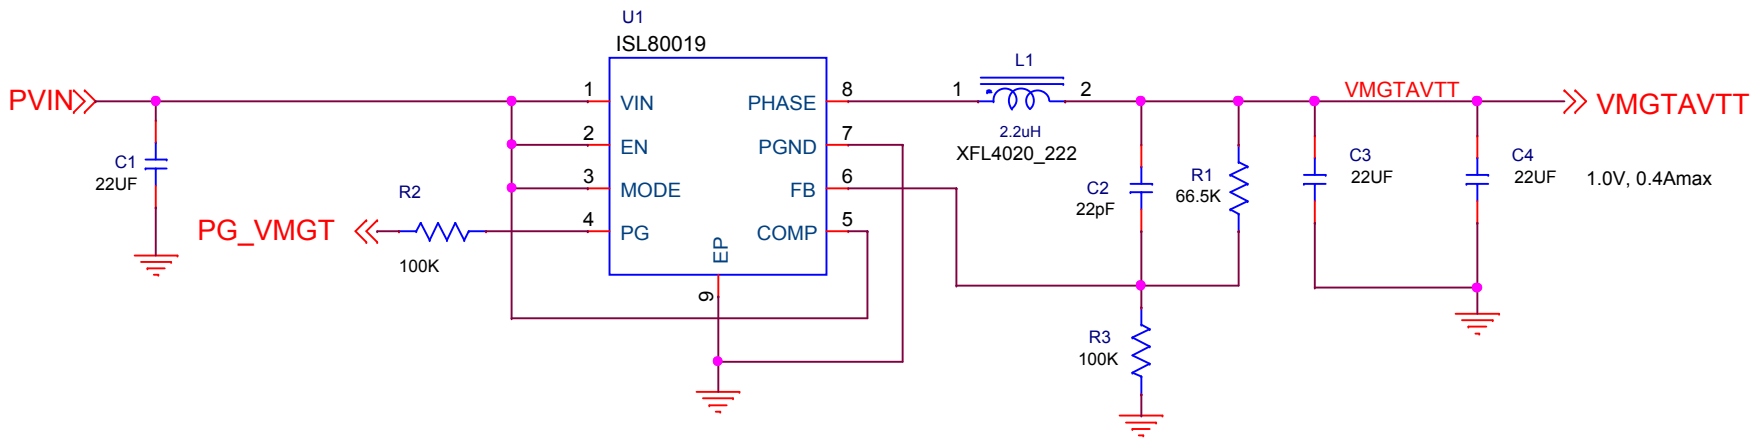 U1
ISL80019
PVIN
1
VIN
2
EN
3
MODE
4
PG
PHASE
8
PGND
7
FB
6
COMP
5
EP
9
C1
22UF
R2
PG_VMGT
100K
L1
1
2
2.2uH
XFL4020_222
VMGTAVTT
VMGTAVTT
C2
22pF
R1
66.5K
C3
22UF
C4
22UF
1.0V, 0.4Amax
R3
100K